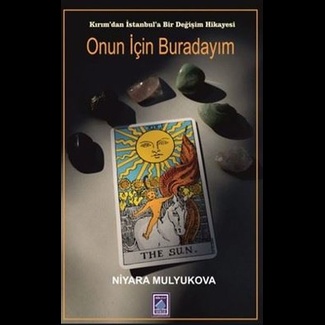 Kırım'dan İstanbul'a Bir Değişim Hikayesi
Onun İçin Buradayım
THE SUN.
NİYARA MULYUKOVA